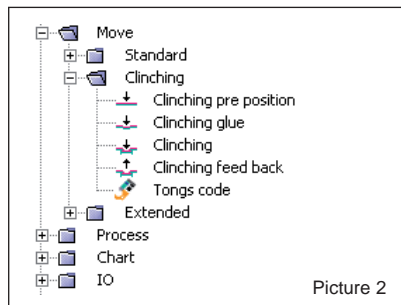 Move
Standard
Clinching
Clinching pre position
Clinching glue
Clinching
Clinching feed back
Tongs code
Extended
Process
Chart
IO
Picture 2